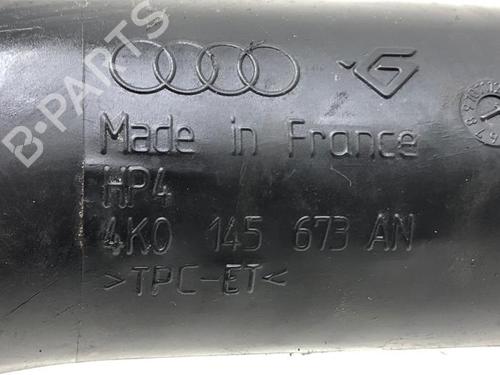 Made in France
HP4
4K0 145 673 AN
>TPC-ET<
B-PARTS